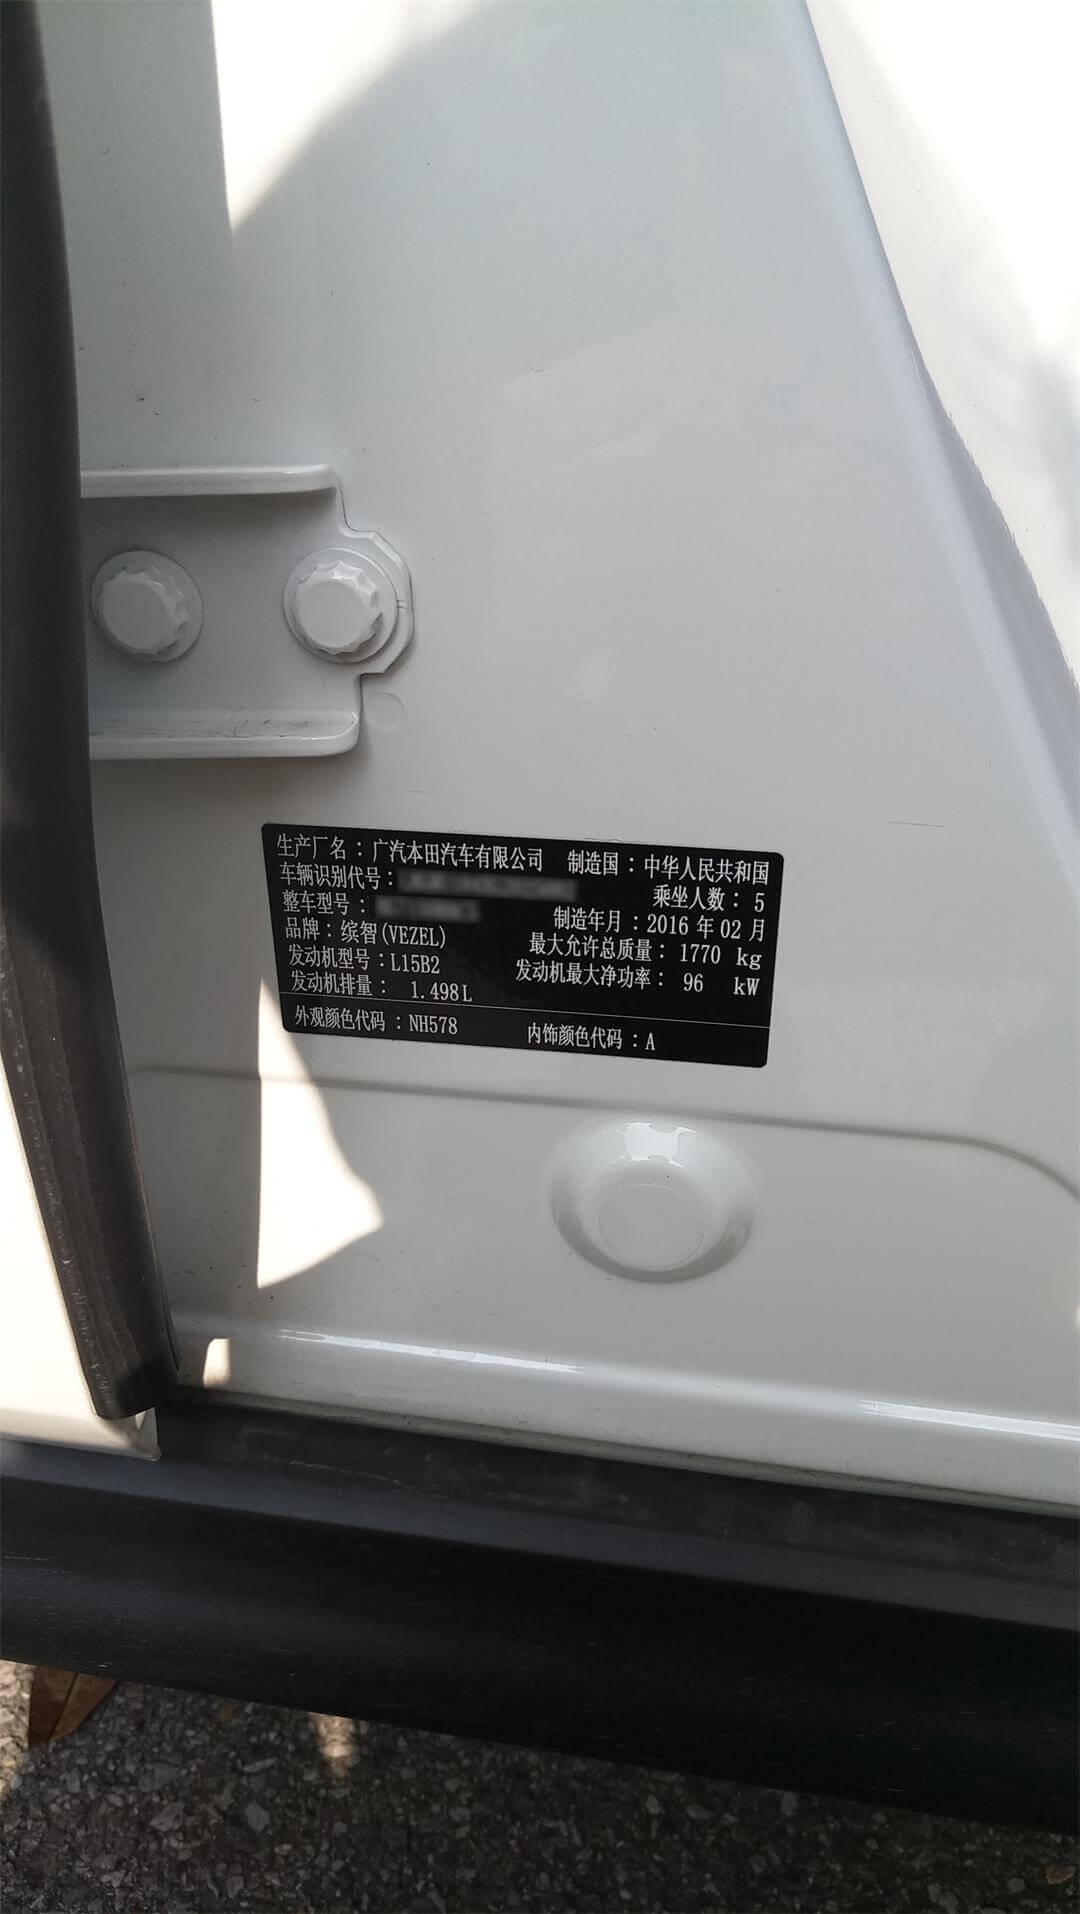 生产厂名：广汽本田汽车有限公司 制造国：中华人民共和国
车辆识别代号： 乘坐人数：5
整车型号： 制造年月：2016 年 02 月
品牌：缤智(VEZEL) 最大允许总质量：1770 kg
发动机型号：L15B2 发动机最大净功率：96 kW
发动机排量：1.498L
外观颜色代码：NH578 内饰颜色代码：A